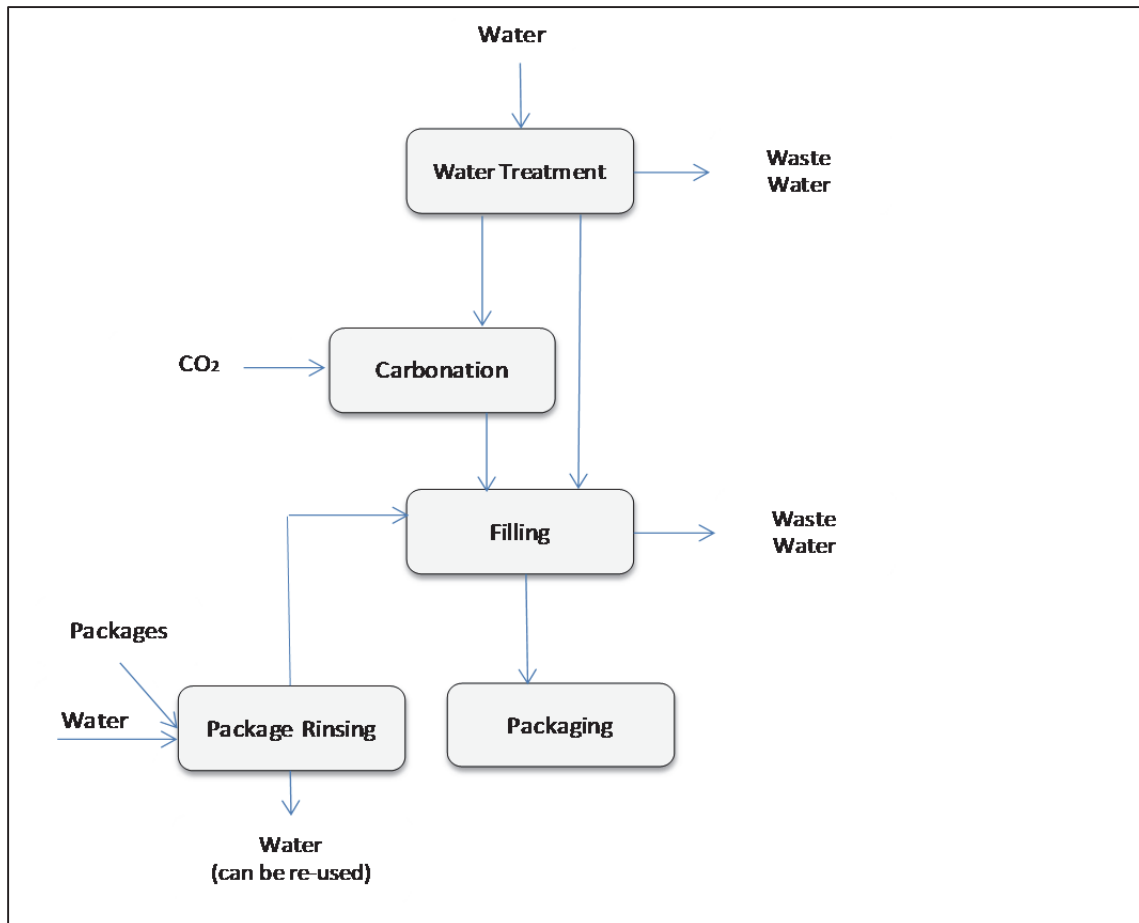 Water
Water Treatment
Waste
Water
CO₂
Carbonation
Filling
Waste
Water
Packages
Water
Package Rinsing
Packaging
Water
(can be re-used)